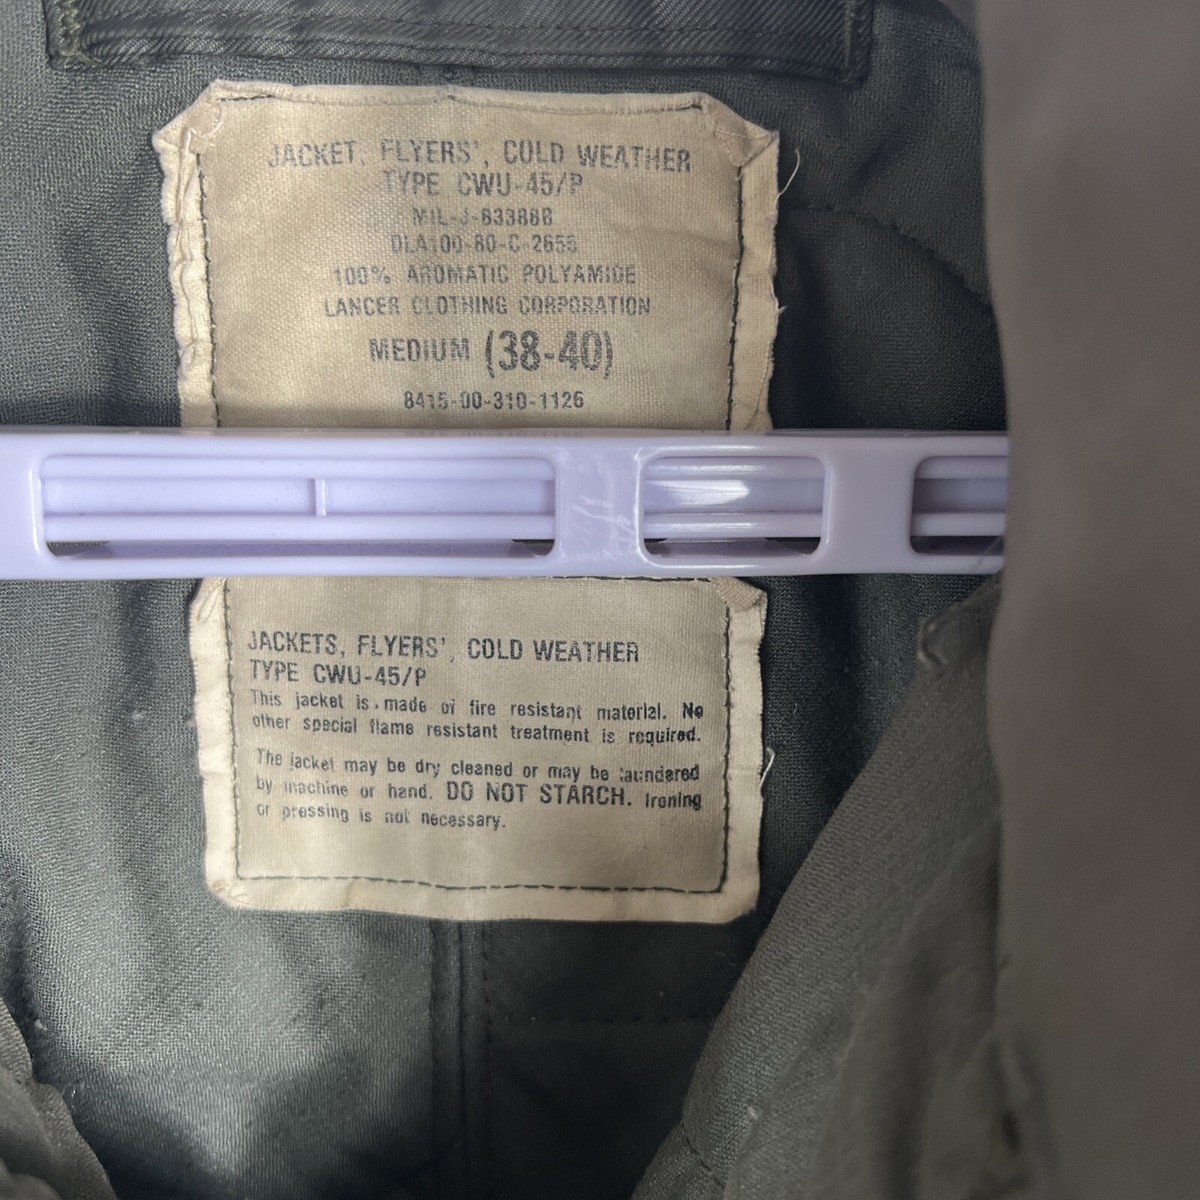 JACKET, FLYERS', COLD WEATHER
TYPE CWU-45/P
MIL-J-83388B
DLA100-80-C-2655
100% AROMATIC POLYAMIDE
LANCER CLOTHING CORPORATION
MEDIUM (38-40)
8415-00-310-1126
JACKETS, FLYERS', COLD WEATHER
TYPE CWU-45/P
This jacket is made of fire resistant material. No
other special flame resistant treatment is required.
The jacket may be dry cleaned or may be laundered
by machine or hand. DO NOT STARCH. Ironing
or pressing is not necessary.